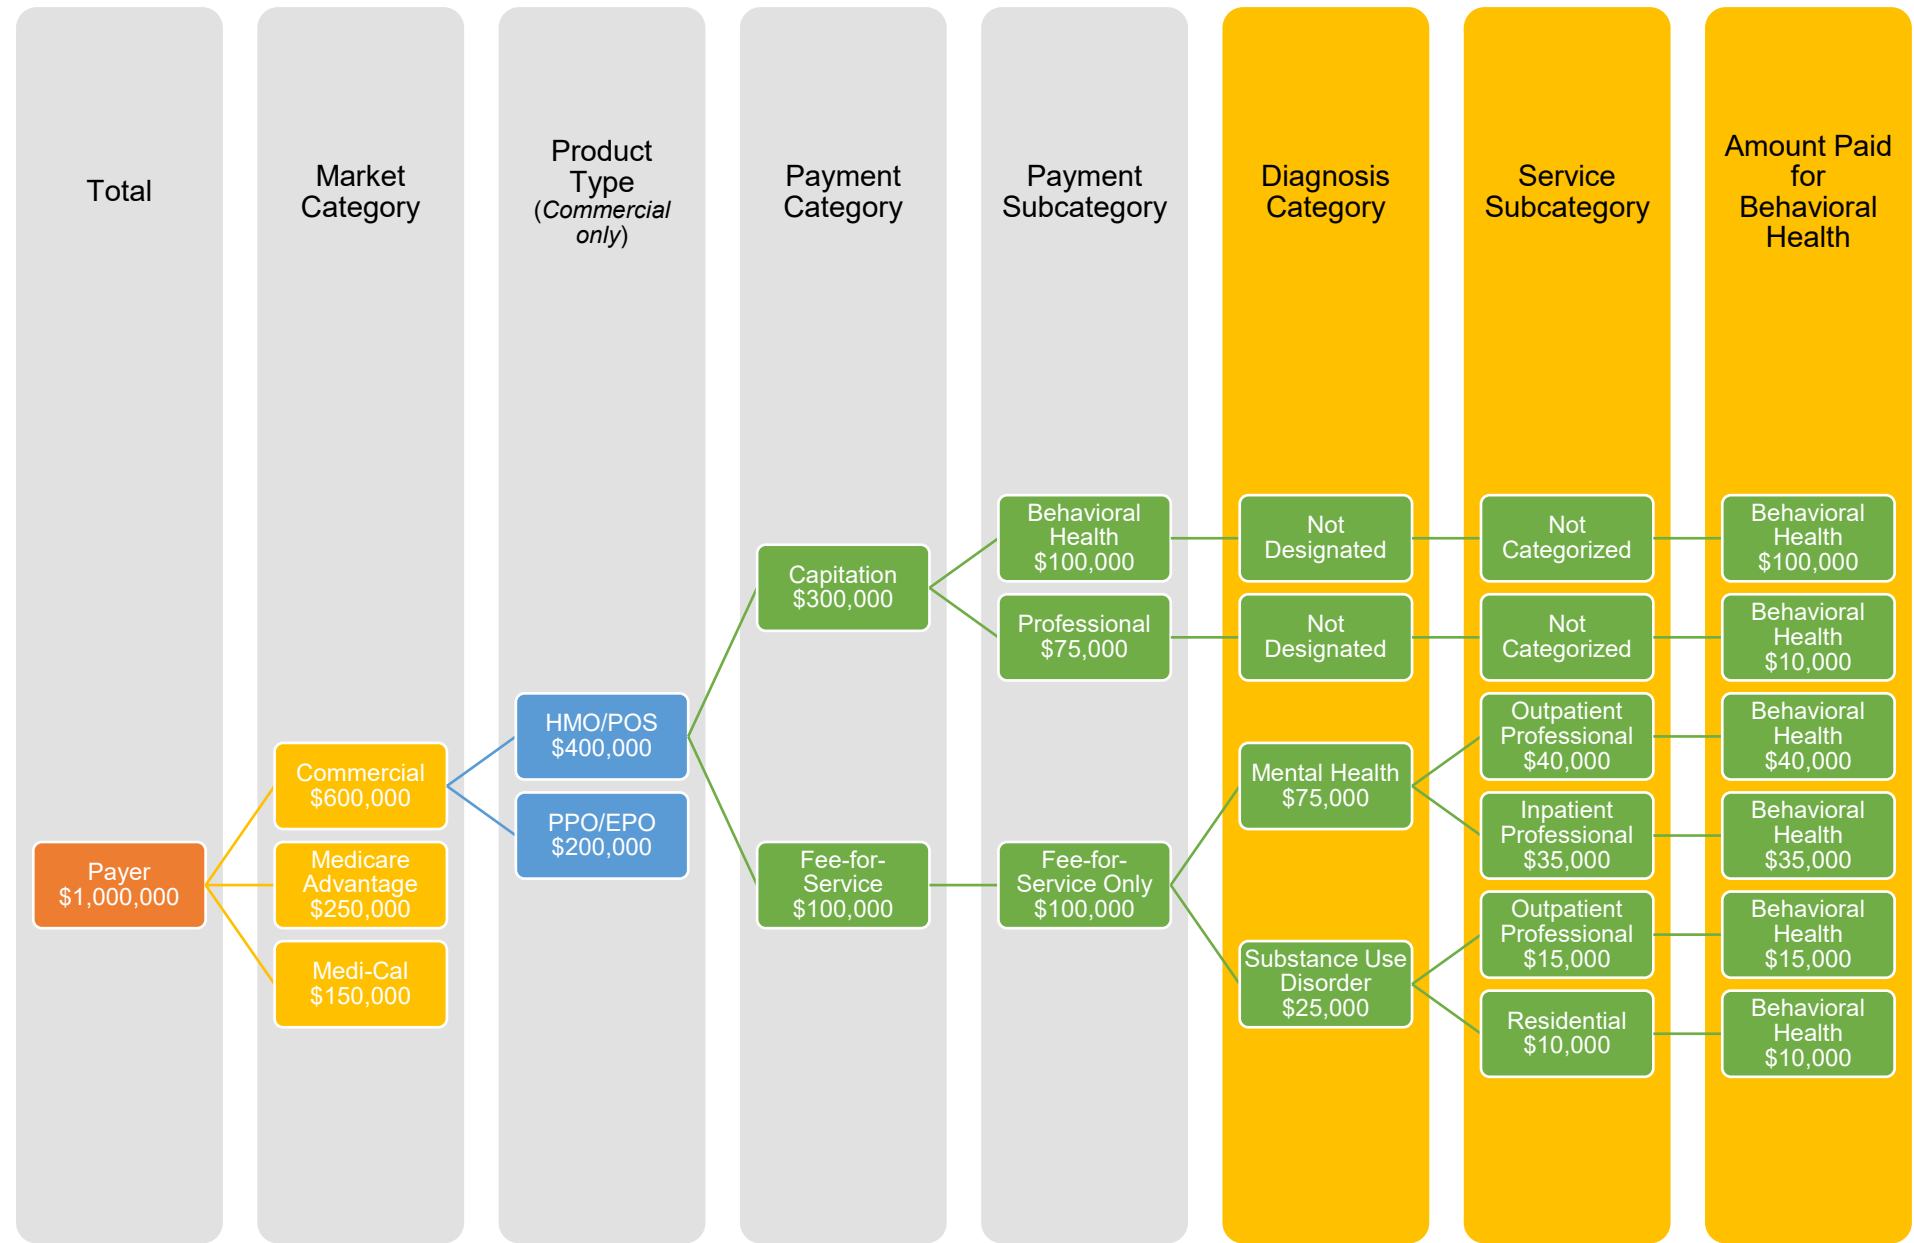 Total
Market
Category
Product
Type
(Commercial
only)
Payment
Category
Payment
Subcategory
Diagnosis
Category
Service
Subcategory
Amount Paid
for
Behavioral
Health
Payer
$1,000,000
Commercial
$600,000
Medicare
Advantage
$250,000
Medi-Cal
$150,000
HMO/POS
$400,000
PPO/EPO
$200,000
Capitation
$300,000
Fee-for-
Service
$100,000
Behavioral
Health
$100,000
Professional
$75,000
Fee-for-
Service Only
$100,000
Not
Designated
Not
Designated
Mental Health
$75,000
Substance Use
Disorder
$25,000
Not
Categorized
Not
Categorized
Outpatient
Professional
$40,000
Inpatient
Professional
$35,000
Outpatient
Professional
$15,000
Residential
$10,000
Behavioral
Health
$100,000
Behavioral
Health
$10,000
Behavioral
Health
$40,000
Behavioral
Health
$35,000
Behavioral
Health
$15,000
Behavioral
Health
$10,000